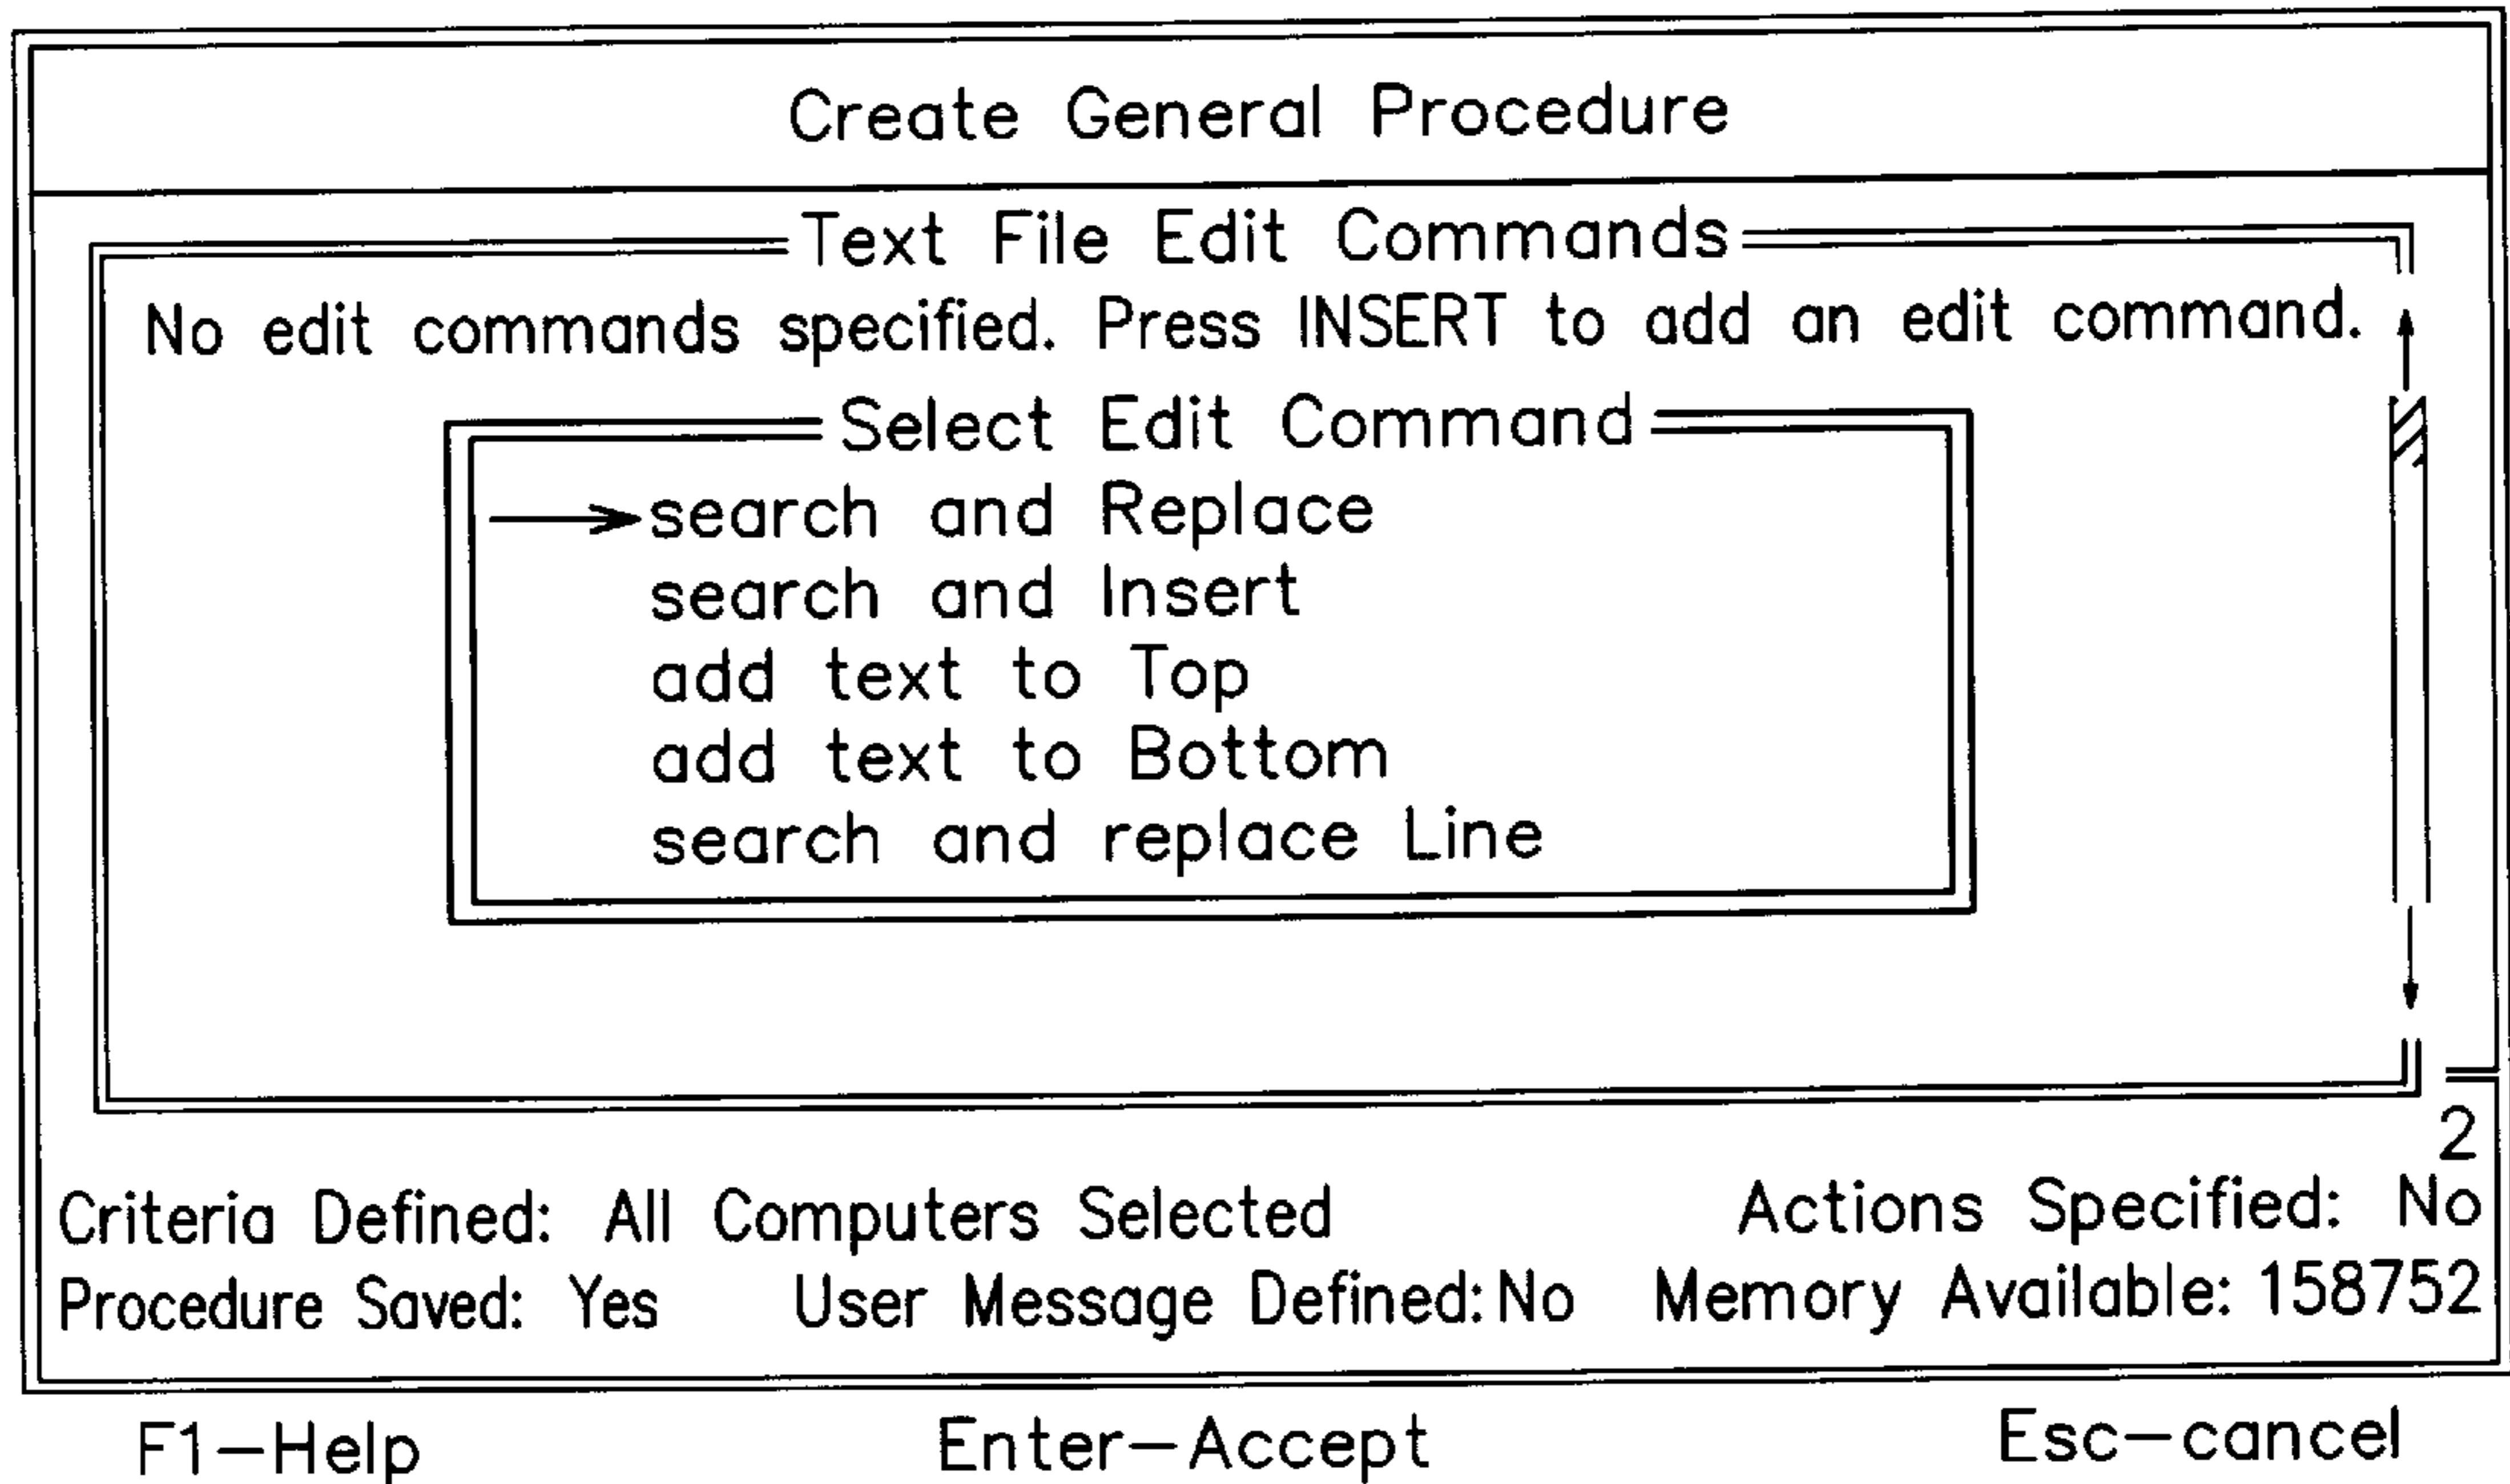 Create General Procedure
Text File Edit Commands
No edit commands specified. Press INSERT to add an edit command.
Select Edit Command
search and Replace
search and Insert
add text to Top
add text to Bottom
search and replace Line
2
Criteria Defined: All Computers Selected Actions Specified: No
Procedure Saved: Yes User Message Defined: No Memory Available: 158752
F1-Help Enter-Accept Esc-cancel